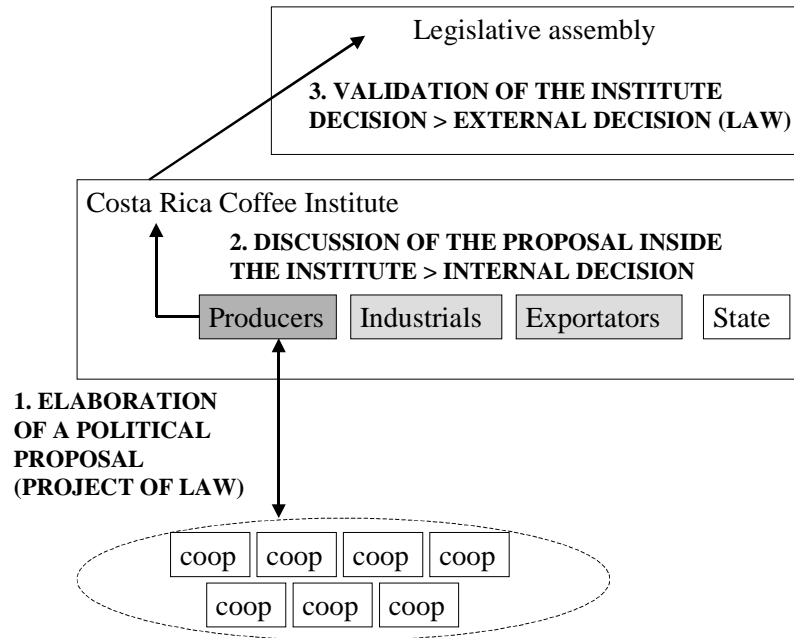 Legislative assembly
3. VALIDATION OF THE INSTITUTE
DECISION > EXTERNAL DECISION (LAW)
Costa Rica Coffee Institute
2. DISCUSSION OF THE PROPOSAL INSIDE
THE INSTITUTE > INTERNAL DECISION
Producers Industrials Exportators State
1. ELABORATION
OF A POLITICAL
PROPOSAL
(PROJECT OF LAW)
coop coop coop coop
coop coop coop